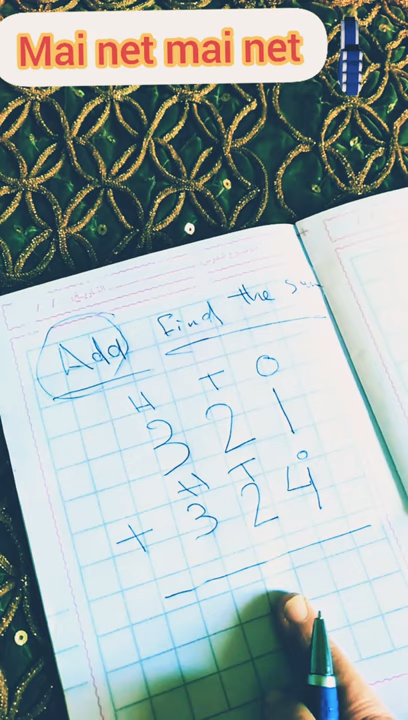 Mai net mai net
Add Find the sum
H T O
3 2 1
H T O
+ 3 2 4